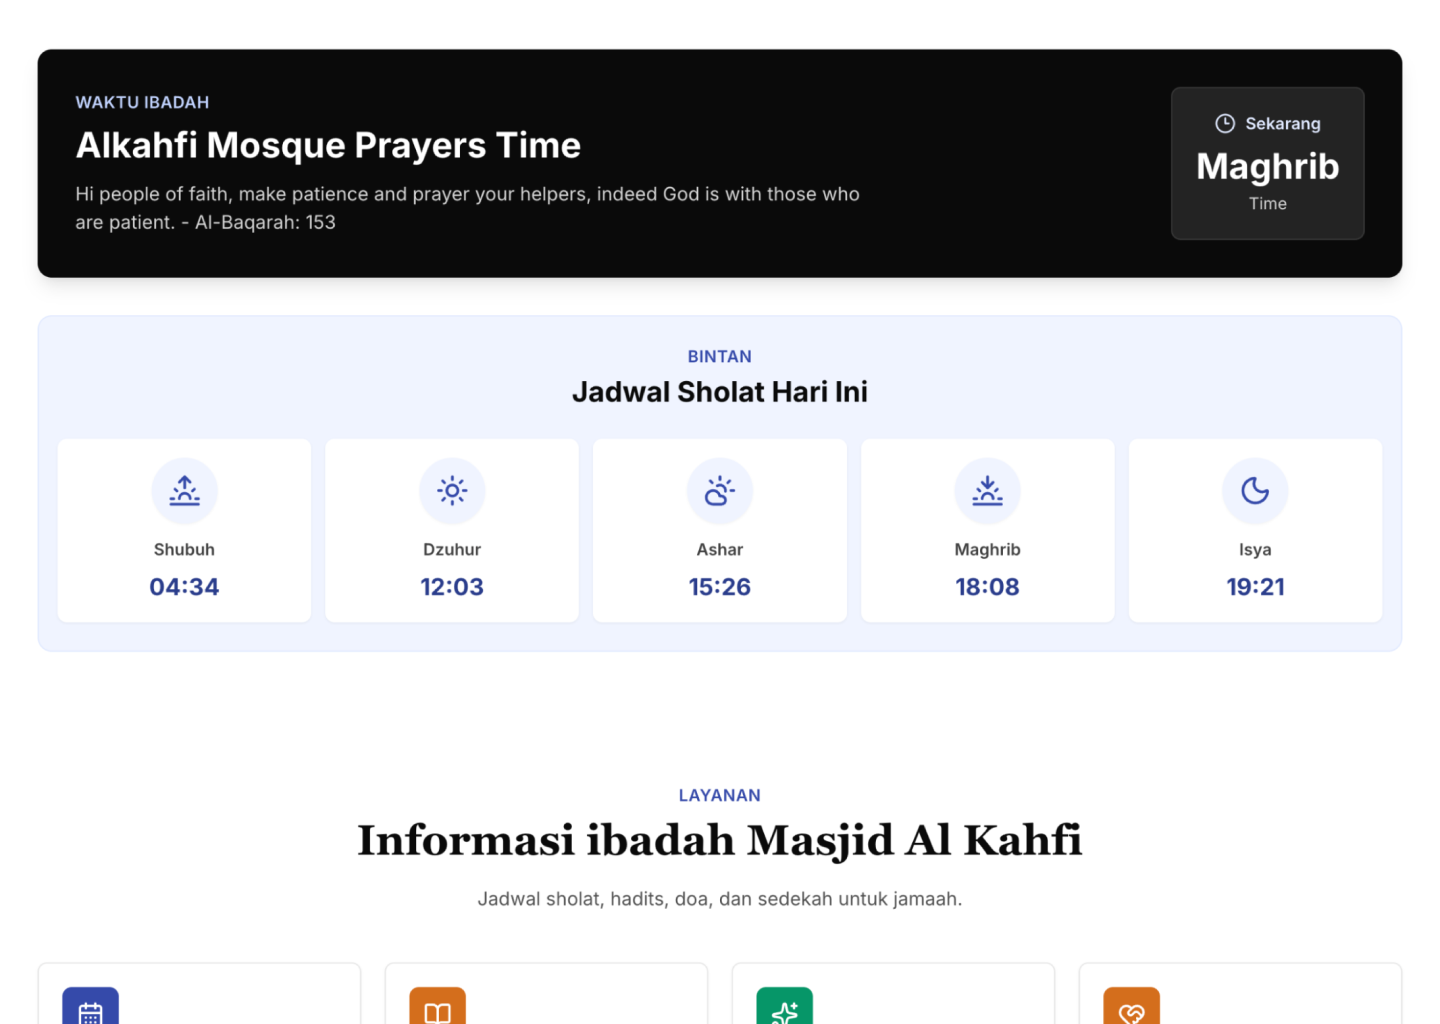 WAKTU IBADAH
Alkahfi Mosque Prayers Time
Hi people of faith, make patience and prayer your helpers, indeed God is with those who
are patient. - Al-Baqarah: 153
Sekarang
Maghrib
Time
BINTAN
Jadwal Sholat Hari Ini
Shubuh
04:34
Dzuhur
12:03
Ashar
15:26
Maghrib
18:08
Isya
19:21
LAYANAN
Informasi ibadah Masjid Al Kahfi
Jadwal sholat, hadits, doa, dan sedekah untuk jamaah.